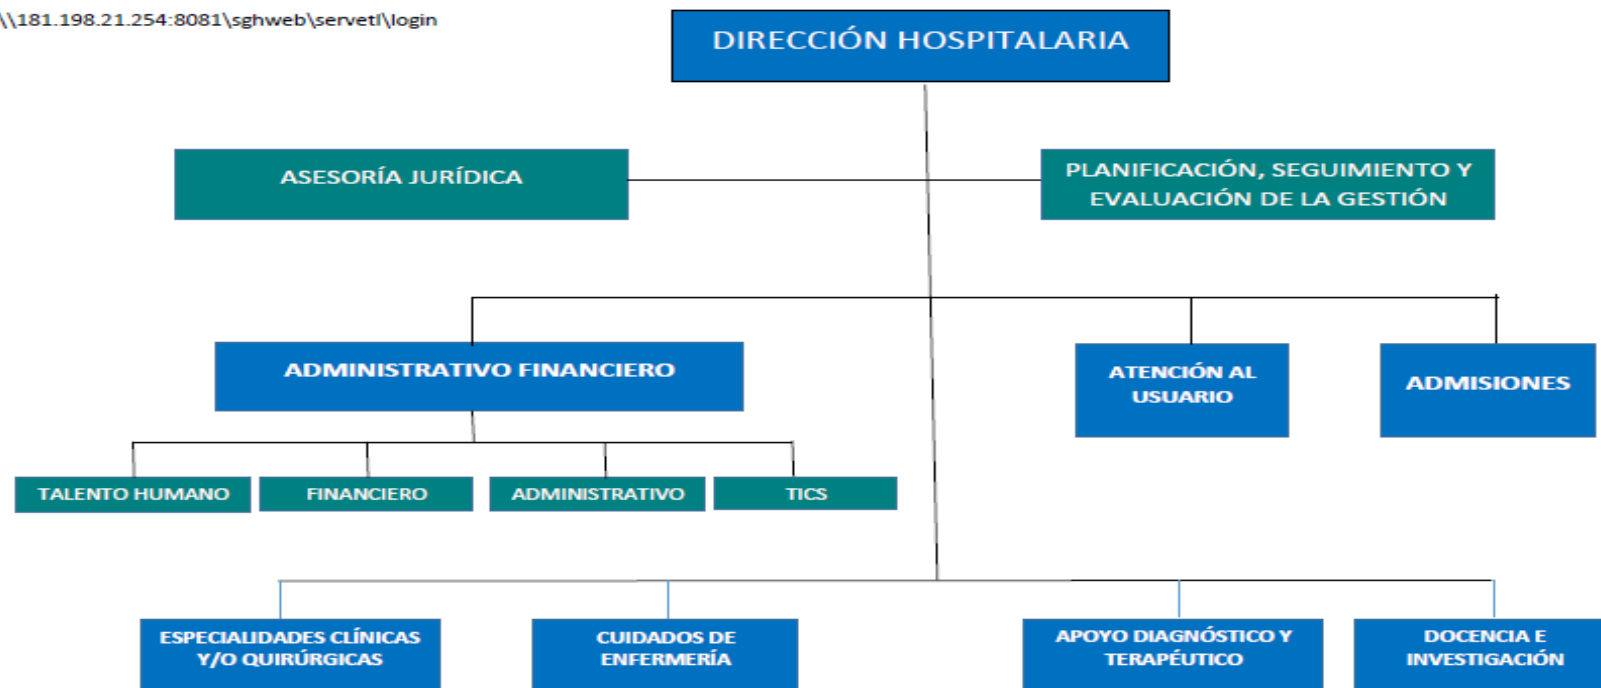 \\181.198.21.254:8081\sghweb\servetl\login
DIRECCIÓN HOSPITALARIA
ASESORÍA JURÍDICA
PLANIFICACIÓN, SEGUIMIENTO Y
EVALUACIÓN DE LA GESTIÓN
ADMINISTRATIVO FINANCIERO
ATENCIÓN AL
USUARIO
ADMISIONES
TALENTO HUMANO
FINANCIERO
ADMINISTRATIVO
TICS
ESPECIALIDADES CLÍNICAS
Y/O QUIRÚRGICAS
CUIDADOS DE
ENFERMERÍA
APOYO DIAGNÓSTICO Y
TERAPÉUTICO
DOCENCIA E
INVESTIGACIÓN